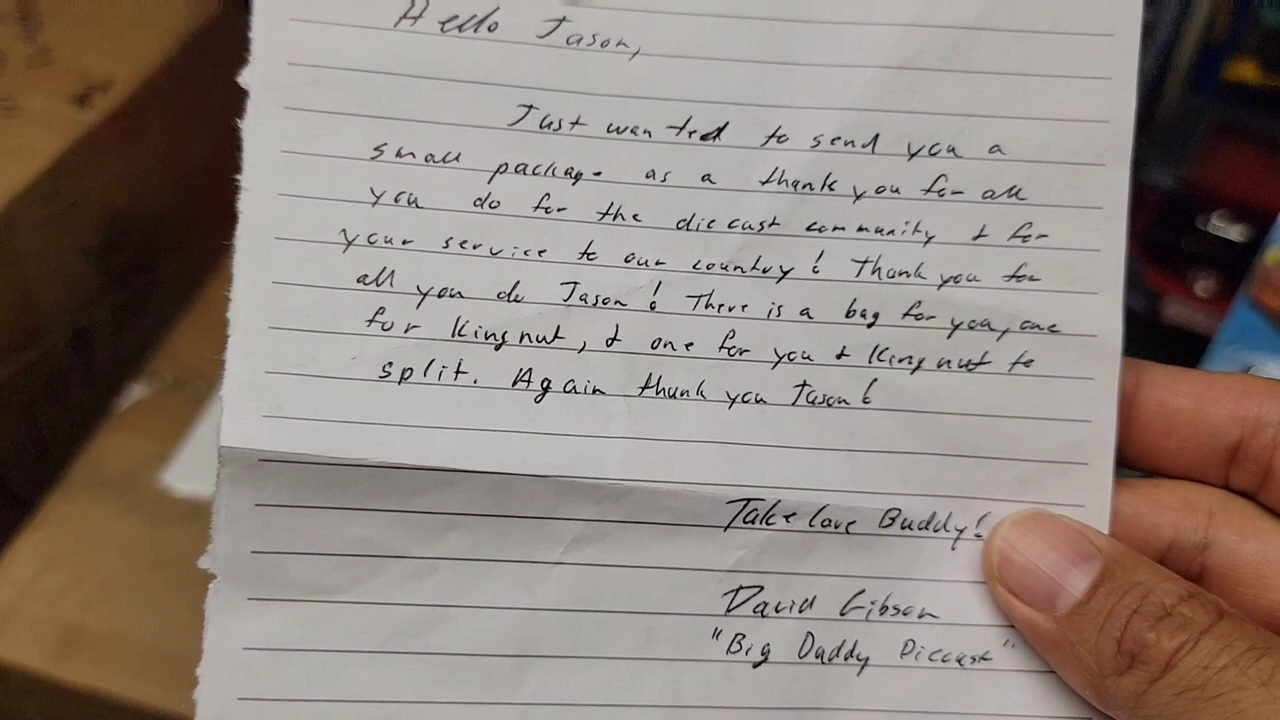 Hello Jason,
Just wanted to send you a
small package as a thank you for all
you do for the diecast community & for
your service to our country! Thank you for
all you do Jason! There is a bag for you, one
for Kingnut, & one for you & Kingnut to
split. Again thank you Jason!
Take care Buddy!
David Gibson
"Big Daddy Diecast"